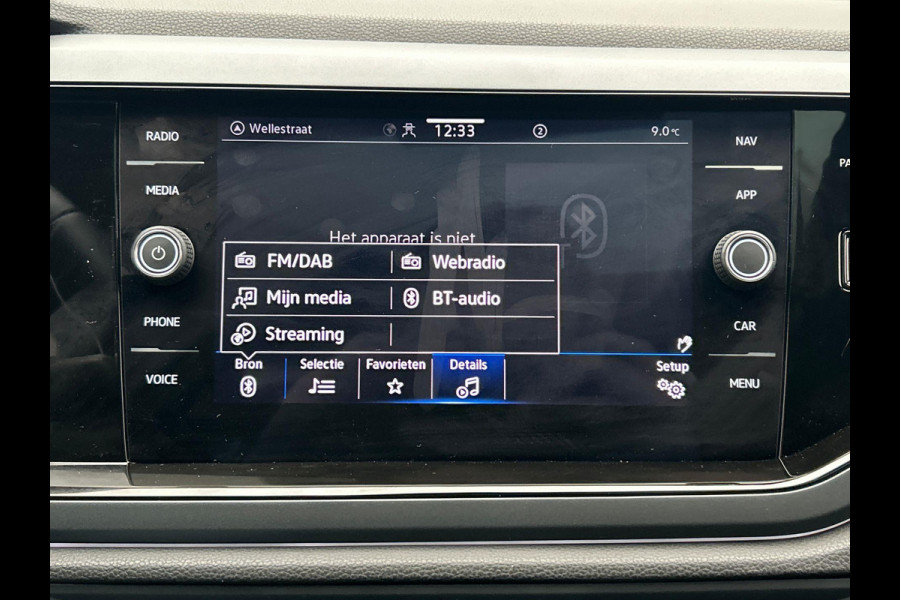 RADIO
MEDIA
PHONE
VOICE
Wellestraat
12:33
2
9.0°C
Het apparaat is niet
FM/DAB
Webradio
Mijn media
BT-audio
Streaming
Bron
Selectie
Favorieten
Details
Setup
NAV
APP
CAR
MENU
PA